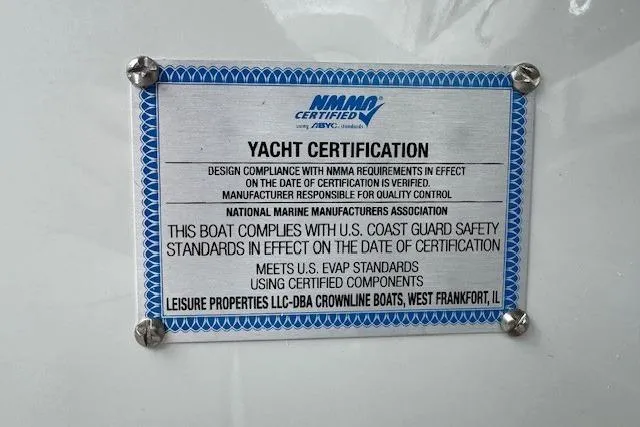 NMMA
CERTIFIED
using ABYC standards
YACHT CERTIFICATION
DESIGN COMPLIANCE WITH NMMA REQUIREMENTS IN EFFECT
ON THE DATE OF CERTIFICATION IS VERIFIED.
MANUFACTURER RESPONSIBLE FOR QUALITY CONTROL
NATIONAL MARINE MANUFACTURERS ASSOCIATION
THIS BOAT COMPLIES WITH U.S. COAST GUARD SAFETY
STANDARDS IN EFFECT ON THE DATE OF CERTIFICATION
MEETS U.S. EVAP STANDARDS
USING CERTIFIED COMPONENTS
LEISURE PROPERTIES LLC-DBA CROWNLINE BOATS, WEST FRANKFORT, IL